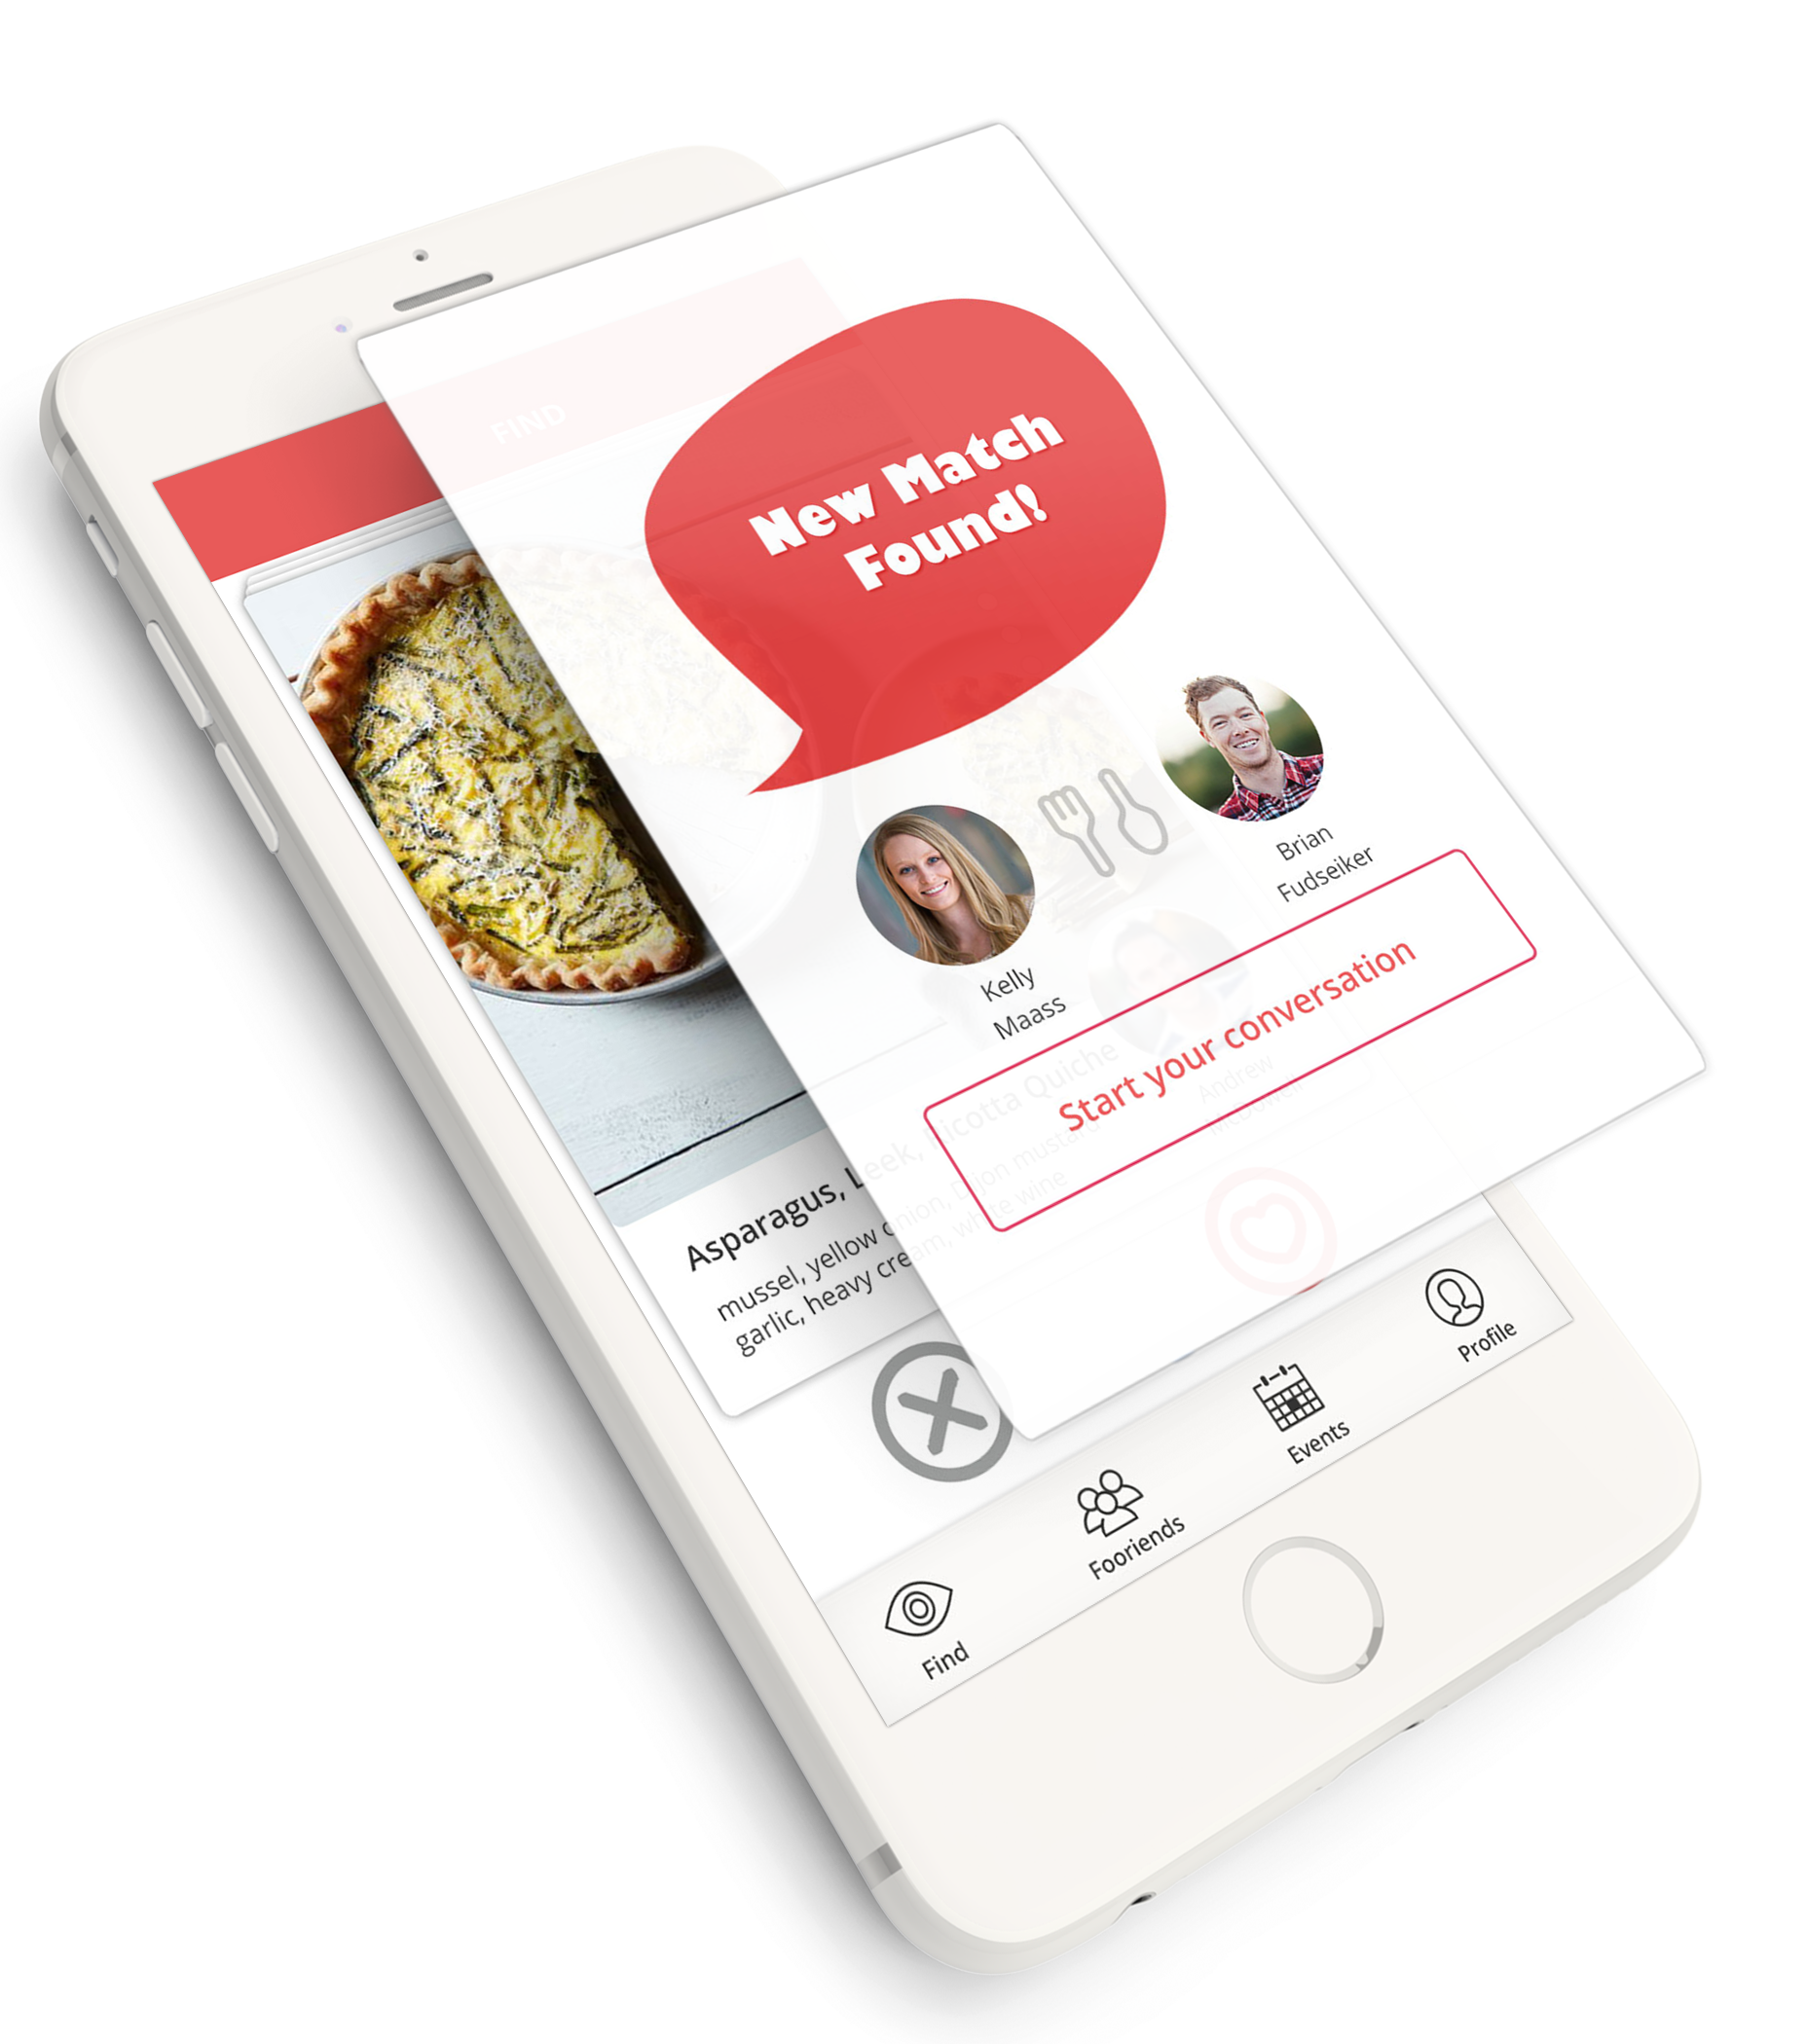 FIND
New Match
Found!
Kelly
Maass
Brian
Fudseiker
Start your conversation
Asparagus, Leek, Ricotta Quiche
mussel, yellow onion, Dijon mustard
garlic, heavy cream, white wine
Andrew
Find
Fooriends
Events
Profile